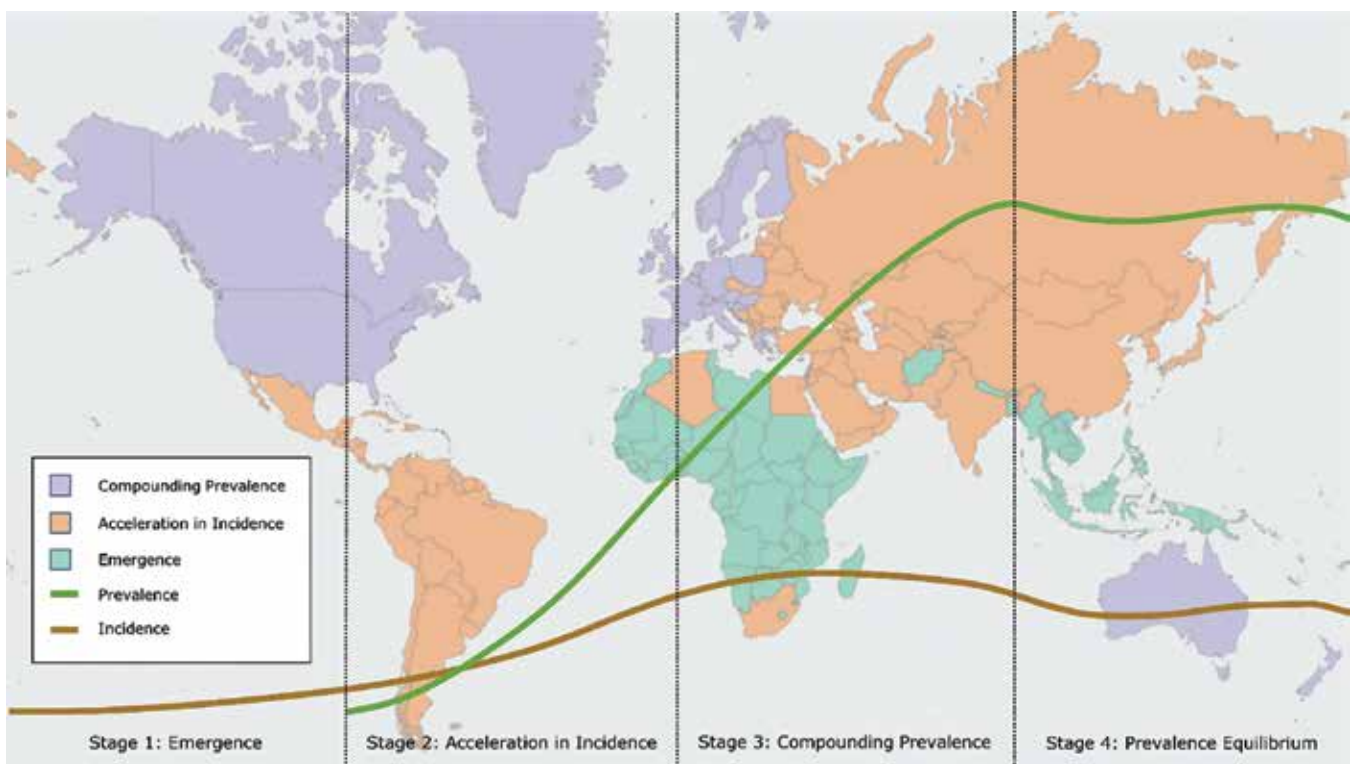 Compounding Prevalence
Acceleration in Incidence
Emergence
Prevalence
Incidence
Stage 1: Emergence
Stage 2: Acceleration in Incidence
Stage 3: Compounding Prevalence
Stage 4: Prevalence Equilibrium